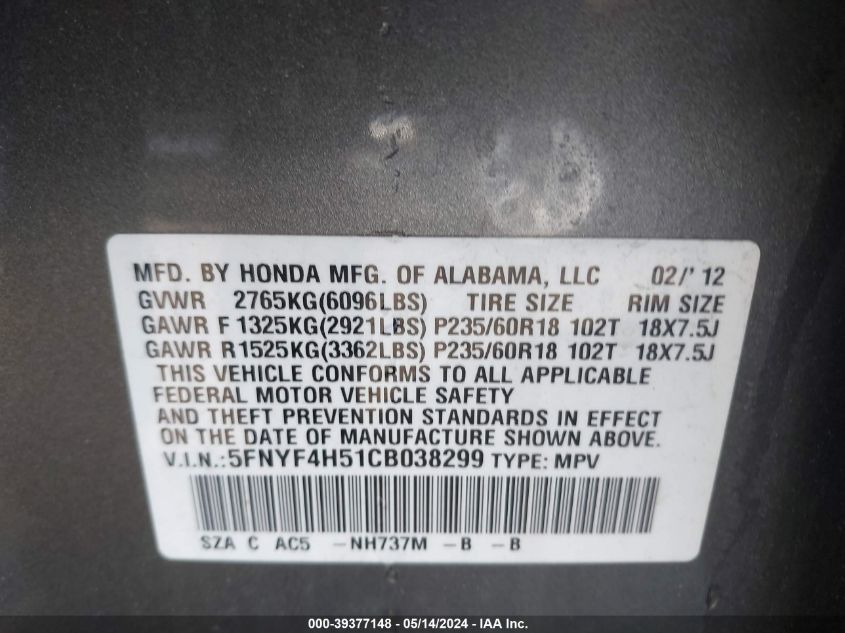 MFD. BY HONDA MFG. OF ALABAMA, LLC 02/' 12
GVWR 2765KG(6096LBS) TIRE SIZE RIM SIZE
GAWR F 1325KG(2921LBS) P235/60R18 102T 18X7.5J
GAWR R1525KG(3362LBS) P235/60R18 102T 18X7.5J
THIS VEHICLE CONFORMS TO ALL APPLICABLE
FEDERAL MOTOR VEHICLE SAFETY
AND THEFT PREVENTION STANDARDS IN EFFECT
ON THE DATE OF MANUFACTURE SHOWN ABOVE.
V.I.N.:5FNYF4H51CB038299 TYPE: MPV
SZA C AC5 -NH737M -B -B
000-39377148 - 05/14/2024 - IAA Inc.